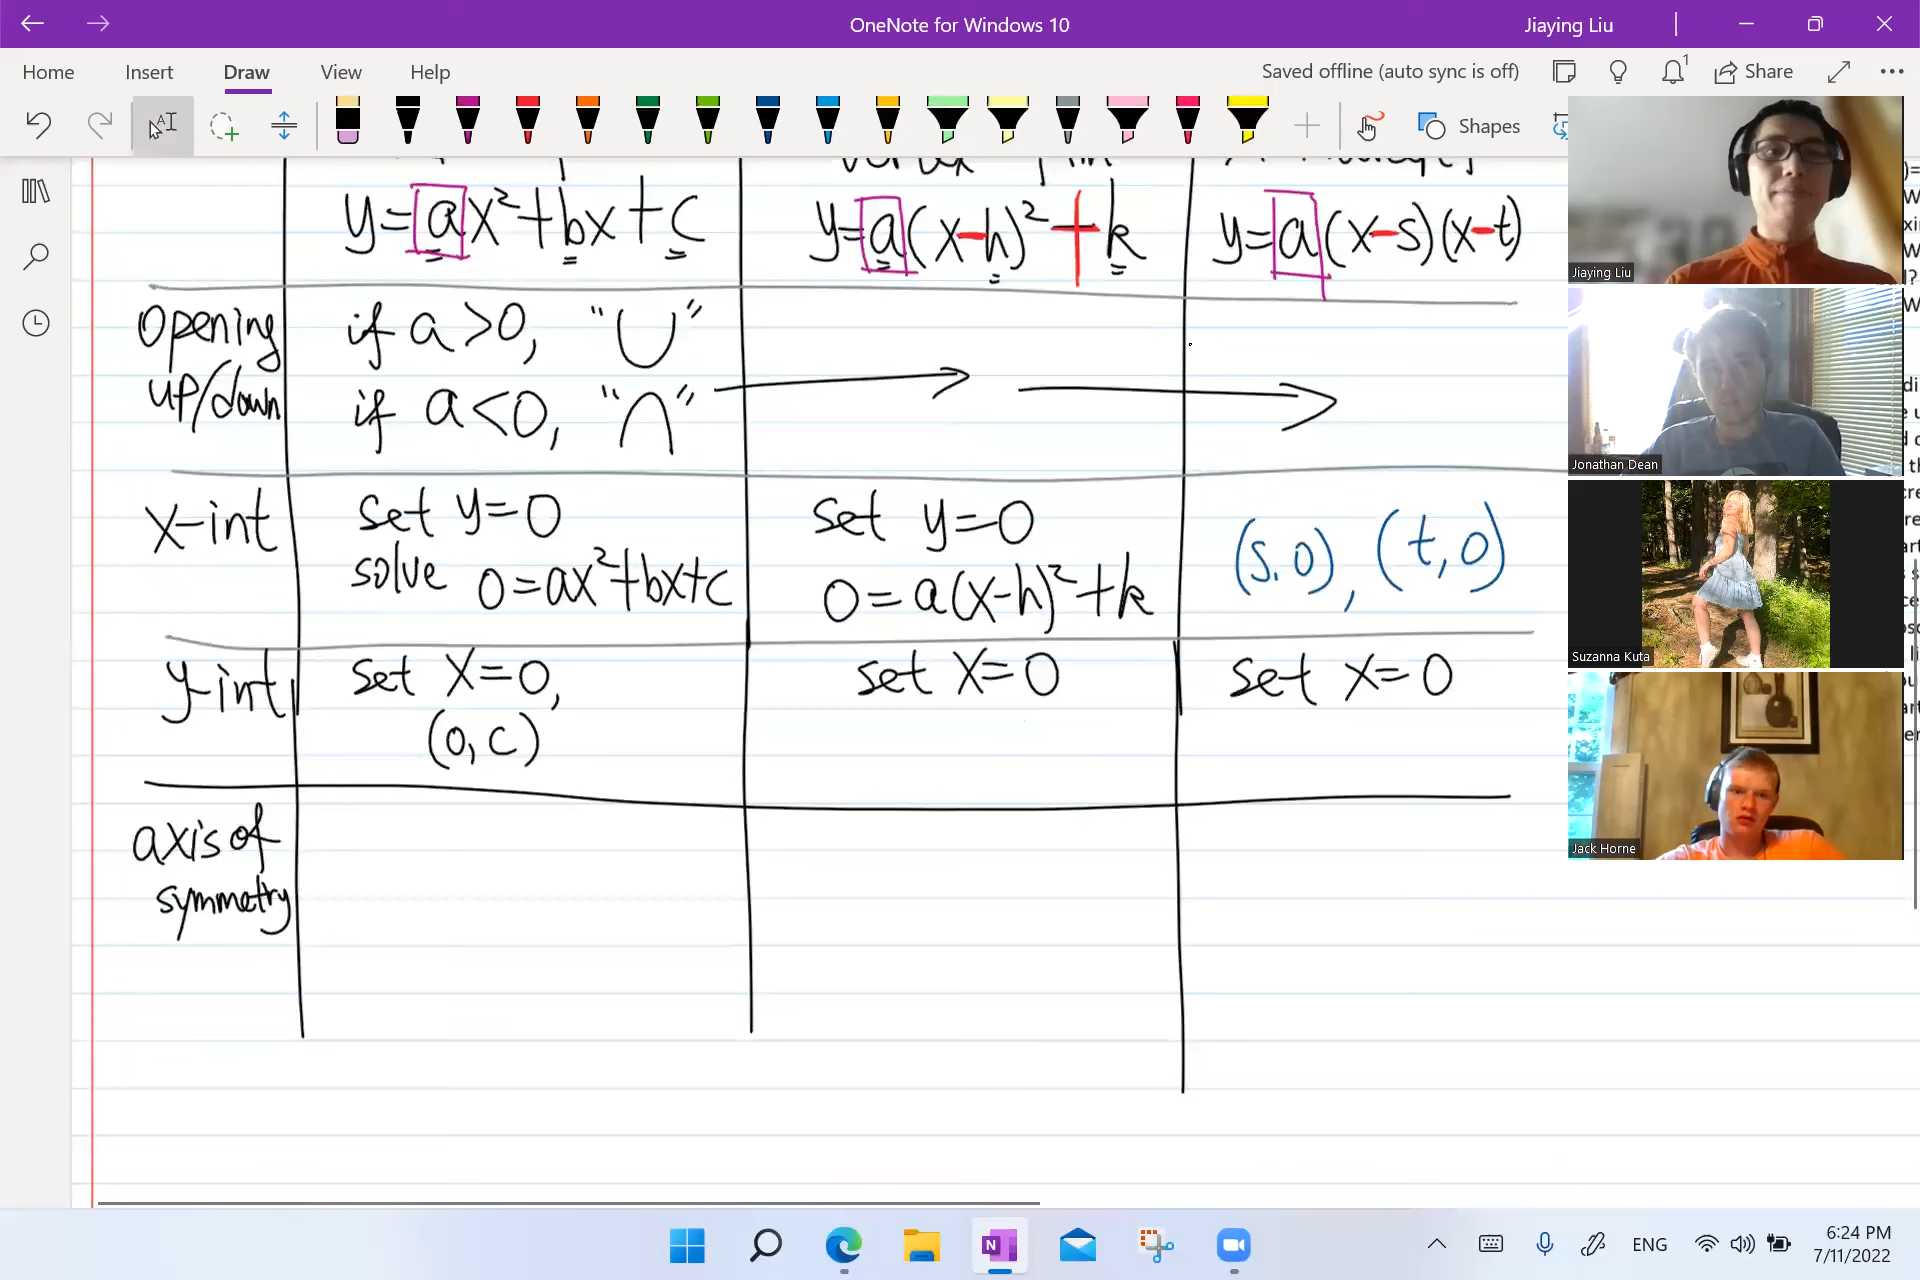 OneNote for Windows 10
Jiaying Liu
Home Insert Draw View Help
Saved offline (auto sync is off)
1
Share
Shapes
y=ax²+bx+c
y=a(x-h)²+k
y=a(x-s)(x-t)
opening up/down
if a>0, "∪"
if a<0, "∩"
x-int
set y=0
solve 0=ax²+bx+c
set y=0
0=a(x-h)²+k
(s,0), (t,0)
y-int
set x=0,
(0,c)
set x=0
set x=0
axis of
symmetry
Jiaying Liu
Jonathan Dean
Suzanna Kuta
Jack Horne
ENG
6:24 PM
7/11/2022